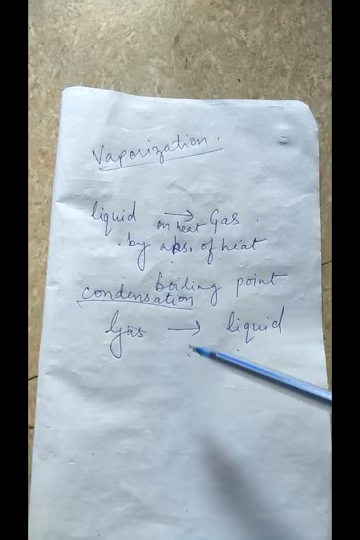 Vaporization.
liquid → Gas.
on heat
. by abs. of heat
boiling point
condensation
Gas → liquid